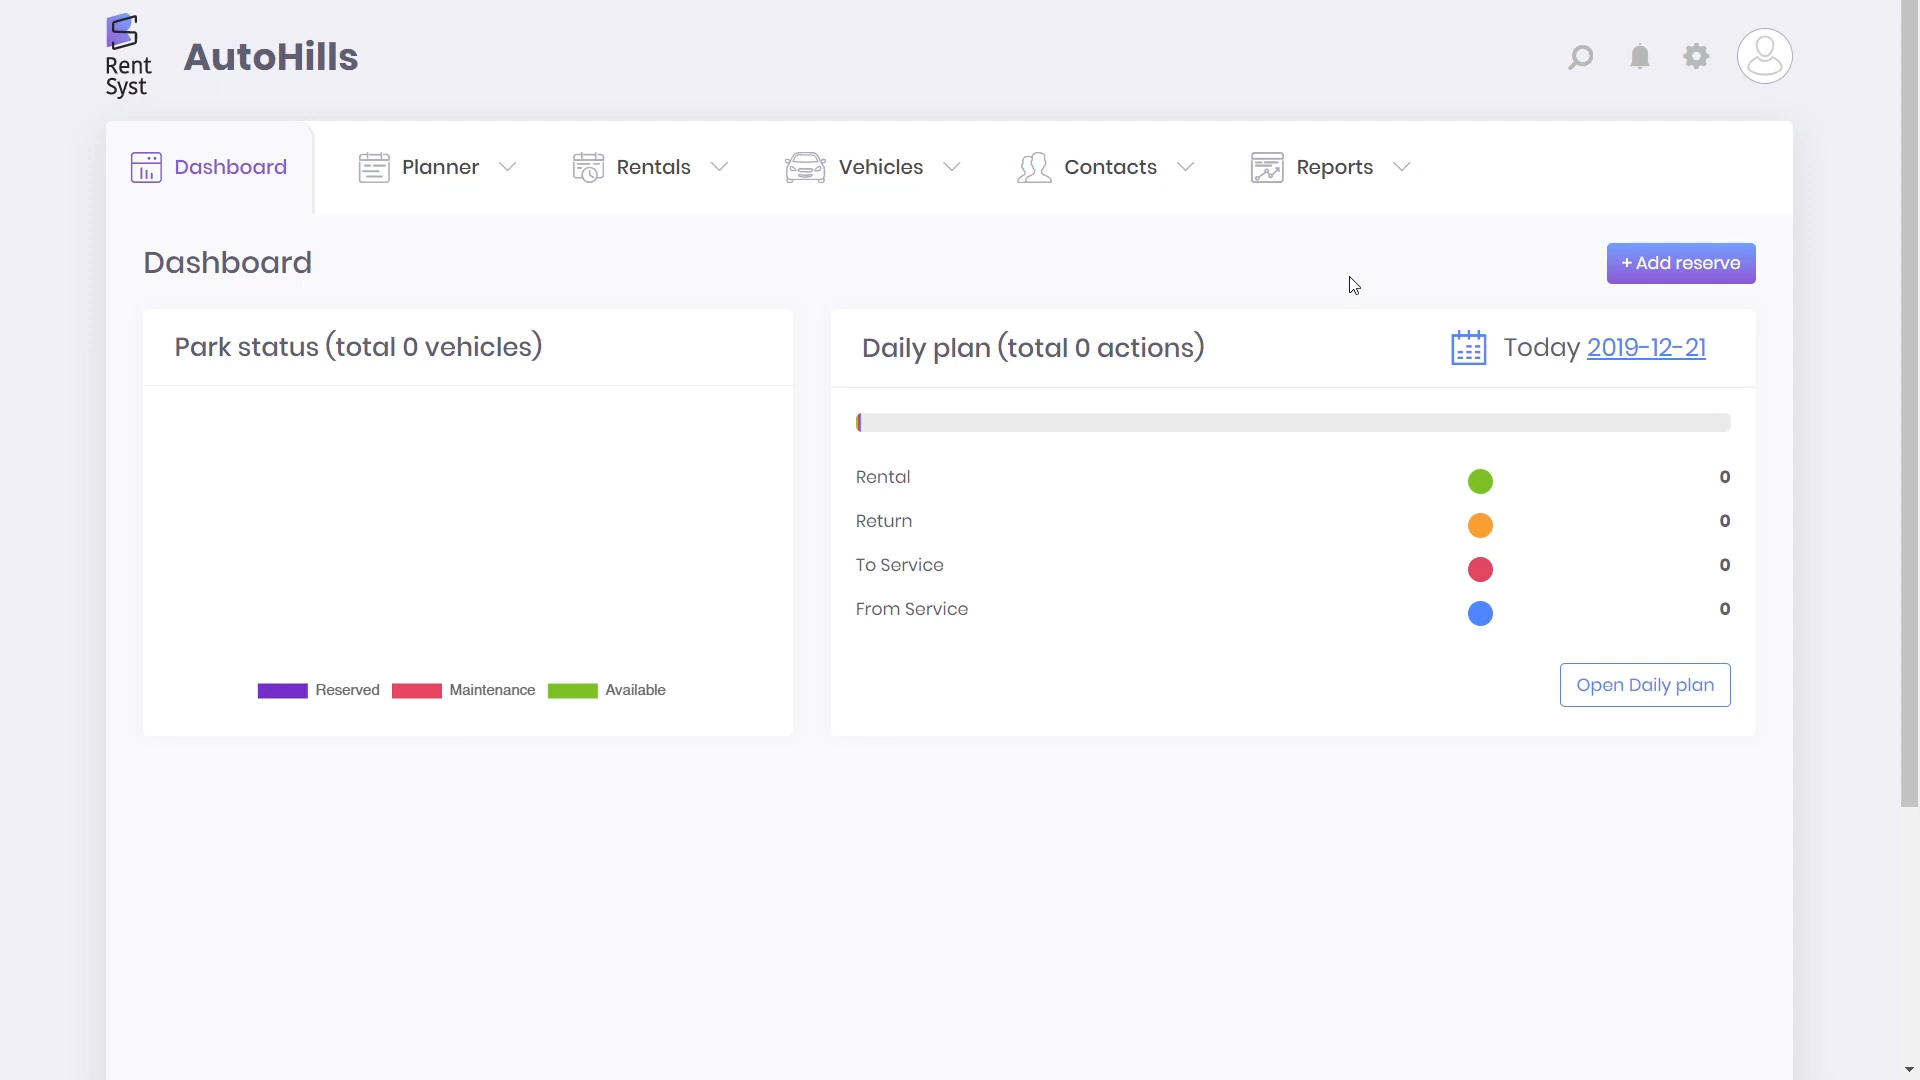 Rent
Syst
AutoHills
Dashboard
Planner
Rentals
Vehicles
Contacts
Reports
Dashboard
+ Add reserve
Park status (total 0 vehicles)
Reserved
Maintenance
Available
Daily plan (total 0 actions)
Today 2019-12-21
Rental 0
Return 0
To Service 0
From Service 0
Open Daily plan